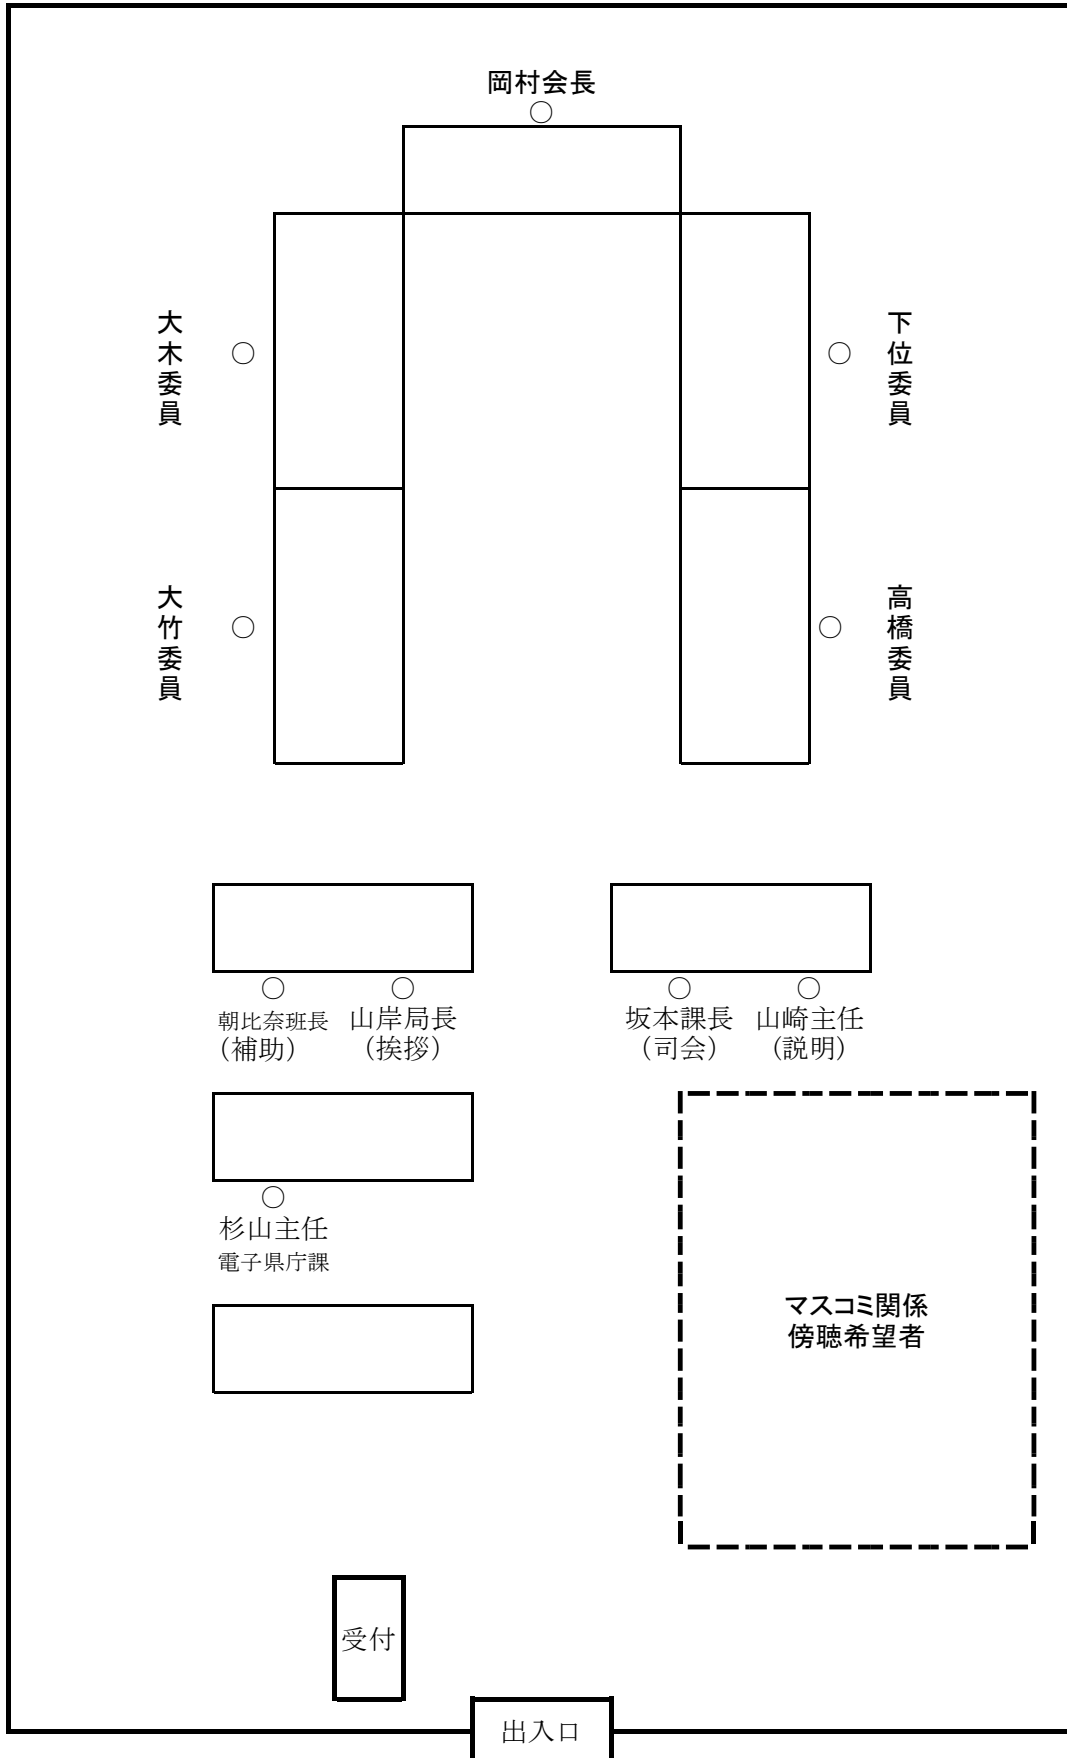 岡村会長
○
大木委員
○
○
下位委員
大竹委員
○
○
高橋委員
○
○
○
○
朝比奈班長
山岸局長
坂本課長
山崎主任
（補助）
（挨拶）
（司会）
（説明）
○
杉山主任
電子県庁課
マスコミ関係
傍聴希望者
受付
出入口